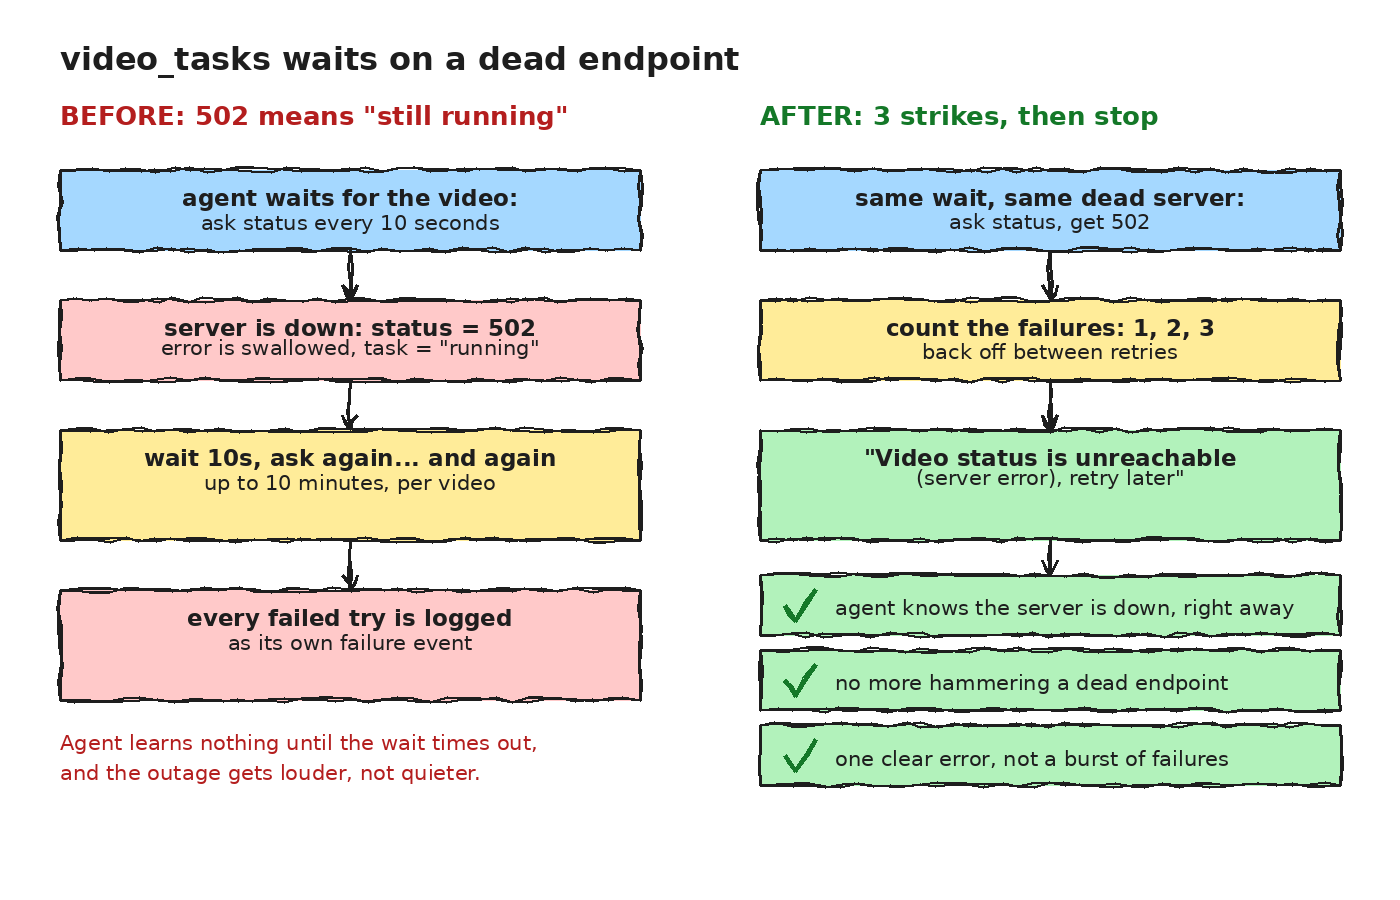 video_tasks waits on a dead endpoint
BEFORE: 502 means "still running"
agent waits for the video:
ask status every 10 seconds
server is down: status = 502
error is swallowed, task = "running"
wait 10s, ask again... and again
up to 10 minutes, per video
every failed try is logged
as its own failure event
Agent learns nothing until the wait times out,
and the outage gets louder, not quieter.
AFTER: 3 strikes, then stop
same wait, same dead server:
ask status, get 502
count the failures: 1, 2, 3
back off between retries
"Video status is unreachable
(server error), retry later"
agent knows the server is down, right away
no more hammering a dead endpoint
one clear error, not a burst of failures